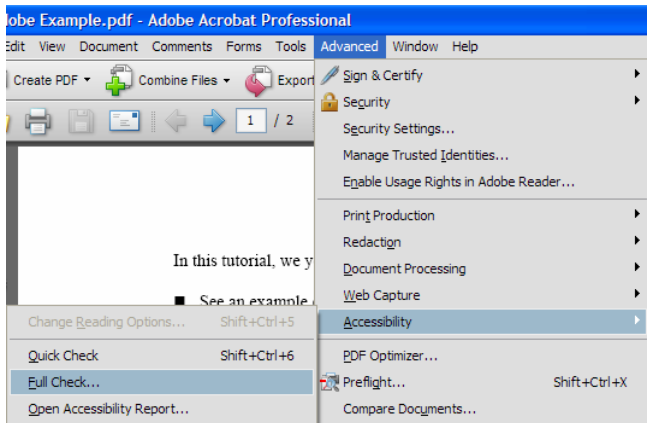 lobe Example.pdf - Adobe Acrobat Professional
Edit View Document Comments Forms Tools Advanced Window Help
Create PDF Combine Files Export
1 / 2
Sign & Certify
Security
Security Settings...
Manage Trusted Identities...
Enable Usage Rights in Adobe Reader...
Print Production
Redaction
Document Processing
Web Capture
Accessibility
PDF Optimizer...
Preflight... Shift+Ctrl+X
Compare Documents...
In this tutorial, we y
■ See an example
Change Reading Options... Shift+Ctrl+5
Quick Check Shift+Ctrl+6
Full Check...
Open Accessibility Report...